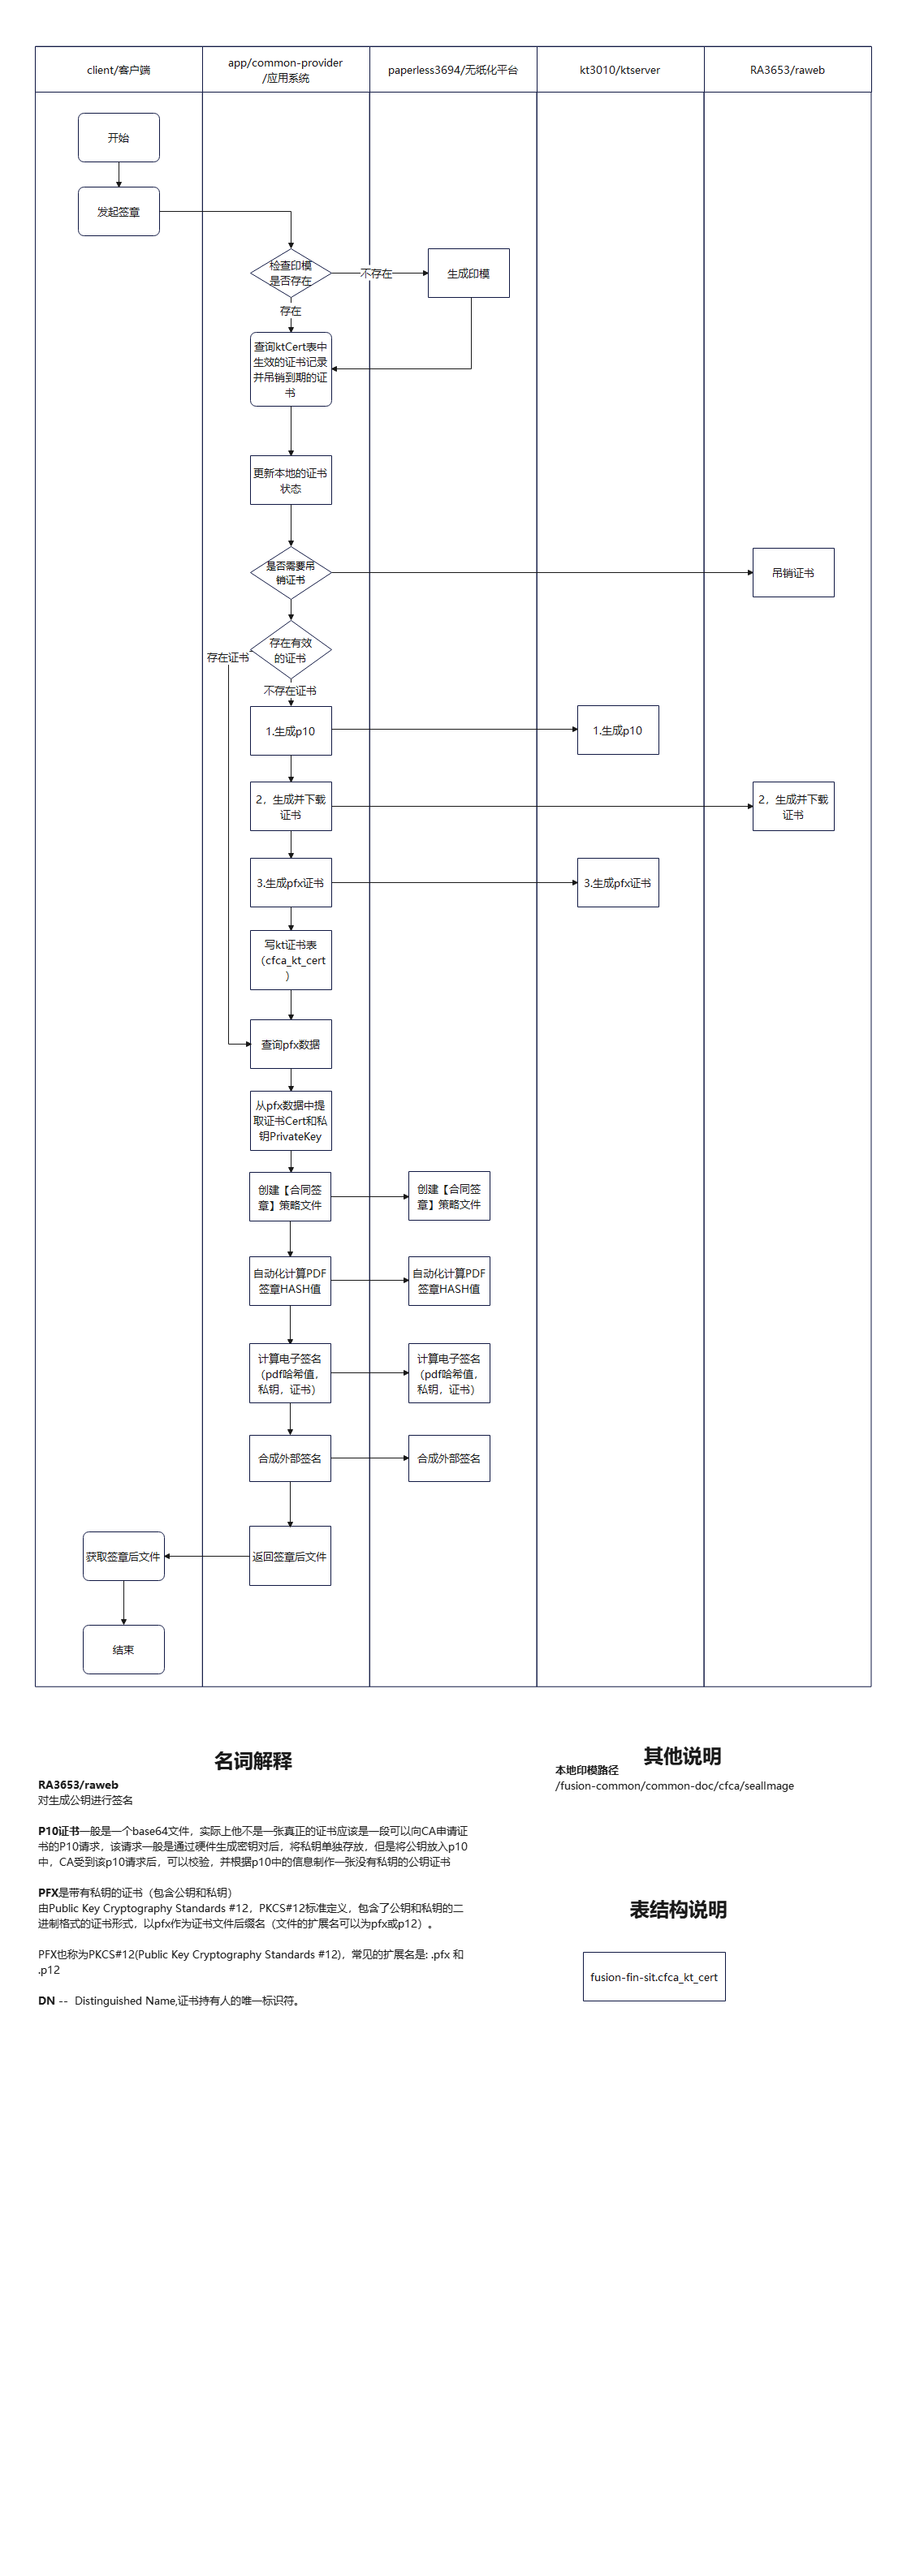 client/客户端
app/common-provider
/应用系统
paperless3694/无纸化平台
kt3010/ktserver
RA3653/raweb
开始
发起签章
检查印模
是否存在
不存在
生成印模
存在
查询ktCert表中
生效的证书记录
并吊销到期的证
书
更新本地的证书
状态
是否需要吊
销证书
吊销证书
存在有效
的证书
存在证书
不存在证书
1.生成p10
1.生成p10
2，生成并下载
证书
2，生成并下载
证书
3.生成pfx证书
3.生成pfx证书
写kt证书表
（cfca_kt_cert
）
查询pfx数据
从pfx数据中提
取证书Cert和私
钥PrivateKey
创建【合同签
章】策略文件
创建【合同签
章】策略文件
自动化计算PDF
签章HASH值
自动化计算PDF
签章HASH值
计算电子签名
（pdf哈希值，
私钥，证书）
计算电子签名
（pdf哈希值，
私钥，证书）
合成外部签名
合成外部签名
返回签章后文件
获取签章后文件
结束
名词解释
RA3653/raweb
对生成公钥进行签名
P10证书一般是一个base64文件，实际上他不是一张真正的证书应该是一段可以向CA申请证
书的P10请求，该请求一般是通过硬件生成密钥对后，将私钥单独存放，但是将公钥放入p10
中，CA受到该p10请求后，可以校验，并根据p10中的信息制作一张没有私钥的公钥证书
PFX是带有私钥的证书（包含公钥和私钥）
由Public Key Cryptography Standards #12，PKCS#12标准定义，包含了公钥和私钥的二
进制格式的证书形式，以pfx作为证书文件后缀名（文件的扩展名可以为pfx或p12）。
PFX也称为PKCS#12(Public Key Cryptography Standards #12)，常见的扩展名是: .pfx 和
.p12
DN -- Distinguished Name,证书持有人的唯一标识符。
其他说明
本地印模路径
/fusion-common/common-doc/cfca/sealImage
表结构说明
fusion-fin-sit.cfca_kt_cert